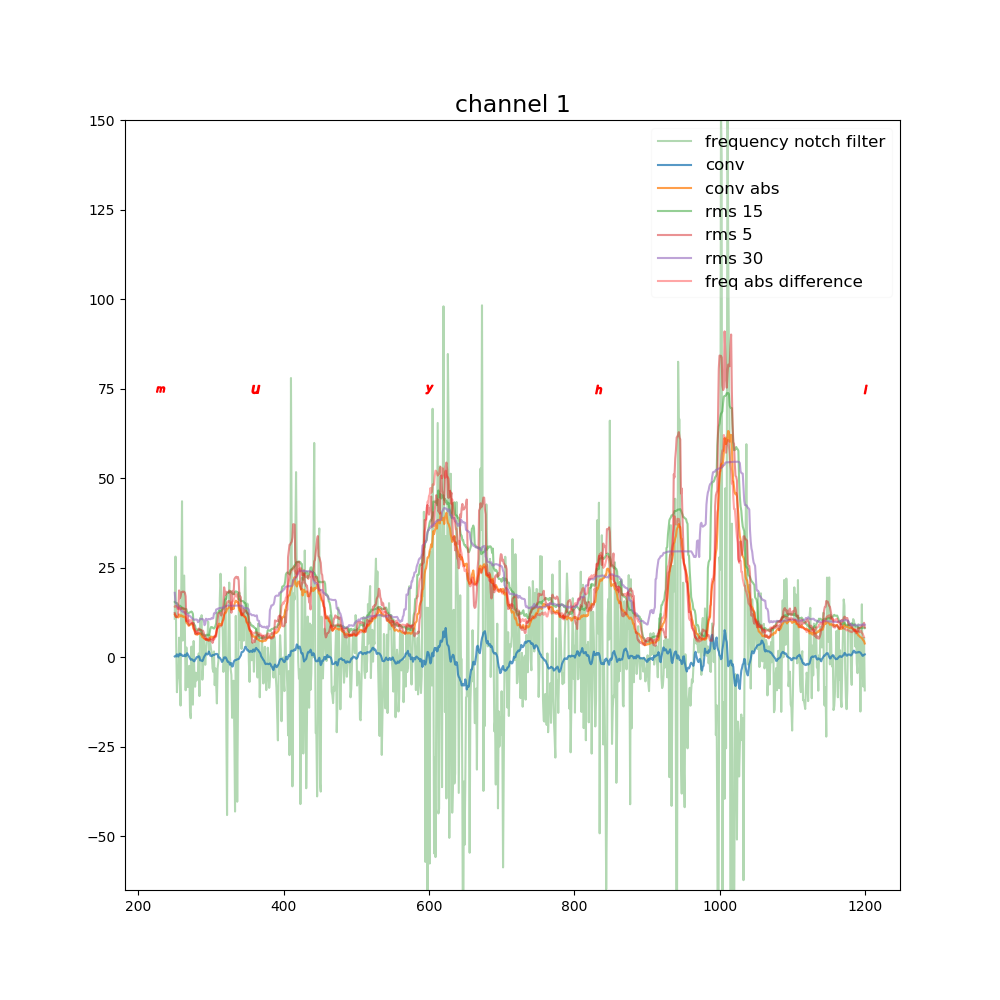 channel 1
150
125
100
75
50
25
0
−25
−50
frequency notch filter
conv
conv abs
rms 15
rms 5
rms 30
freq abs difference
m u y h l
200 400 600 800 1000 1200